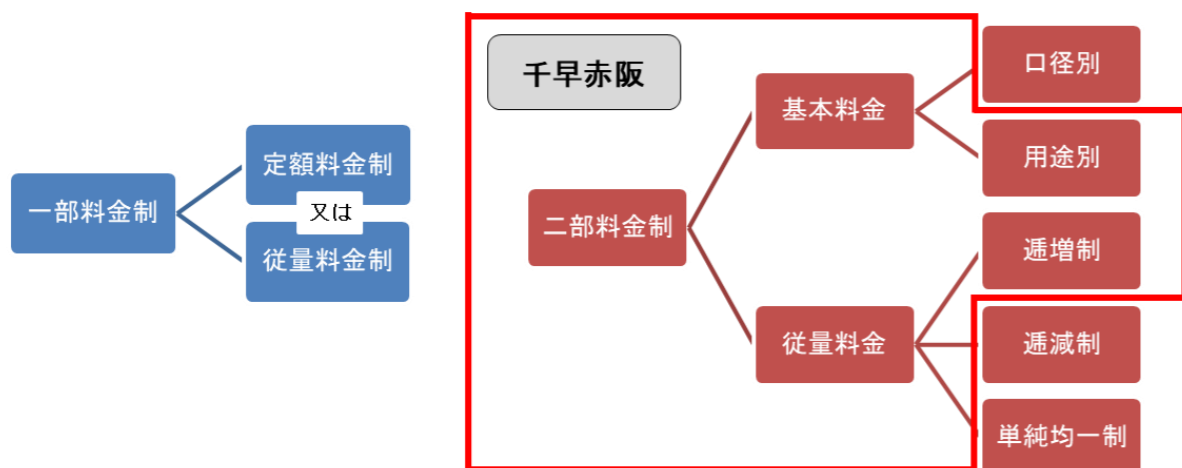 一部料金制
定額料金制
又は
従量料金制
千早赤阪
二部料金制
基本料金
口径別
用途別
従量料金
逓増制
逓減制
単純均一制